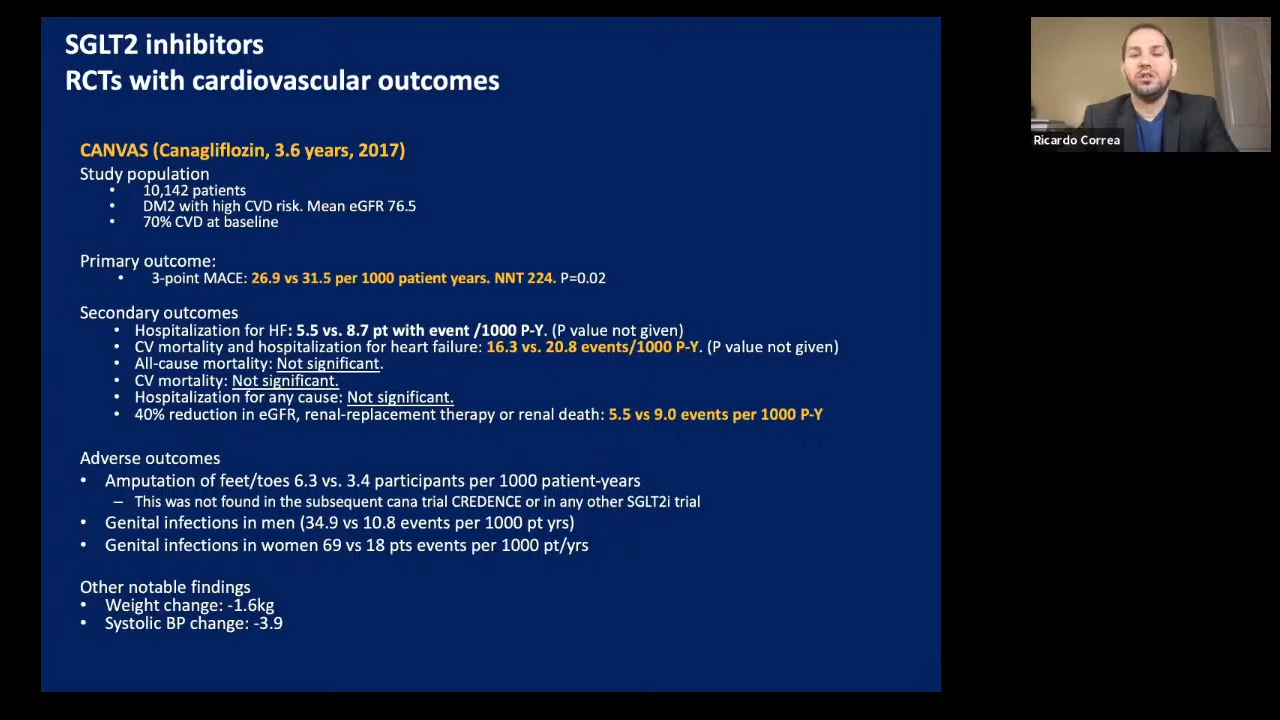 SGLT2 inhibitors
RCTs with cardiovascular outcomes
CANVAS (Canagliflozin, 3.6 years, 2017)
Study population
• 10,142 patients
• DM2 with high CVD risk. Mean eGFR 76.5
• 70% CVD at baseline
Primary outcome:
• 3-point MACE: 26.9 vs 31.5 per 1000 patient years. NNT 224. P=0.02
Secondary outcomes
• Hospitalization for HF: 5.5 vs. 8.7 pt with event /1000 P-Y. (P value not given)
• CV mortality and hospitalization for heart failure: 16.3 vs. 20.8 events/1000 P-Y. (P value not given)
• All-cause mortality: Not significant.
• CV mortality: Not significant.
• Hospitalization for any cause: Not significant.
• 40% reduction in eGFR, renal-replacement therapy or renal death: 5.5 vs 9.0 events per 1000 P-Y
Adverse outcomes
• Amputation of feet/toes 6.3 vs. 3.4 participants per 1000 patient-years
– This was not found in the subsequent cana trial CREDENCE or in any other SGLT2i trial
• Genital infections in men (34.9 vs 10.8 events per 1000 pt yrs)
• Genital infections in women 69 vs 18 pts events per 1000 pt/yrs
Other notable findings
• Weight change: -1.6kg
• Systolic BP change: -3.9
Ricardo Correa